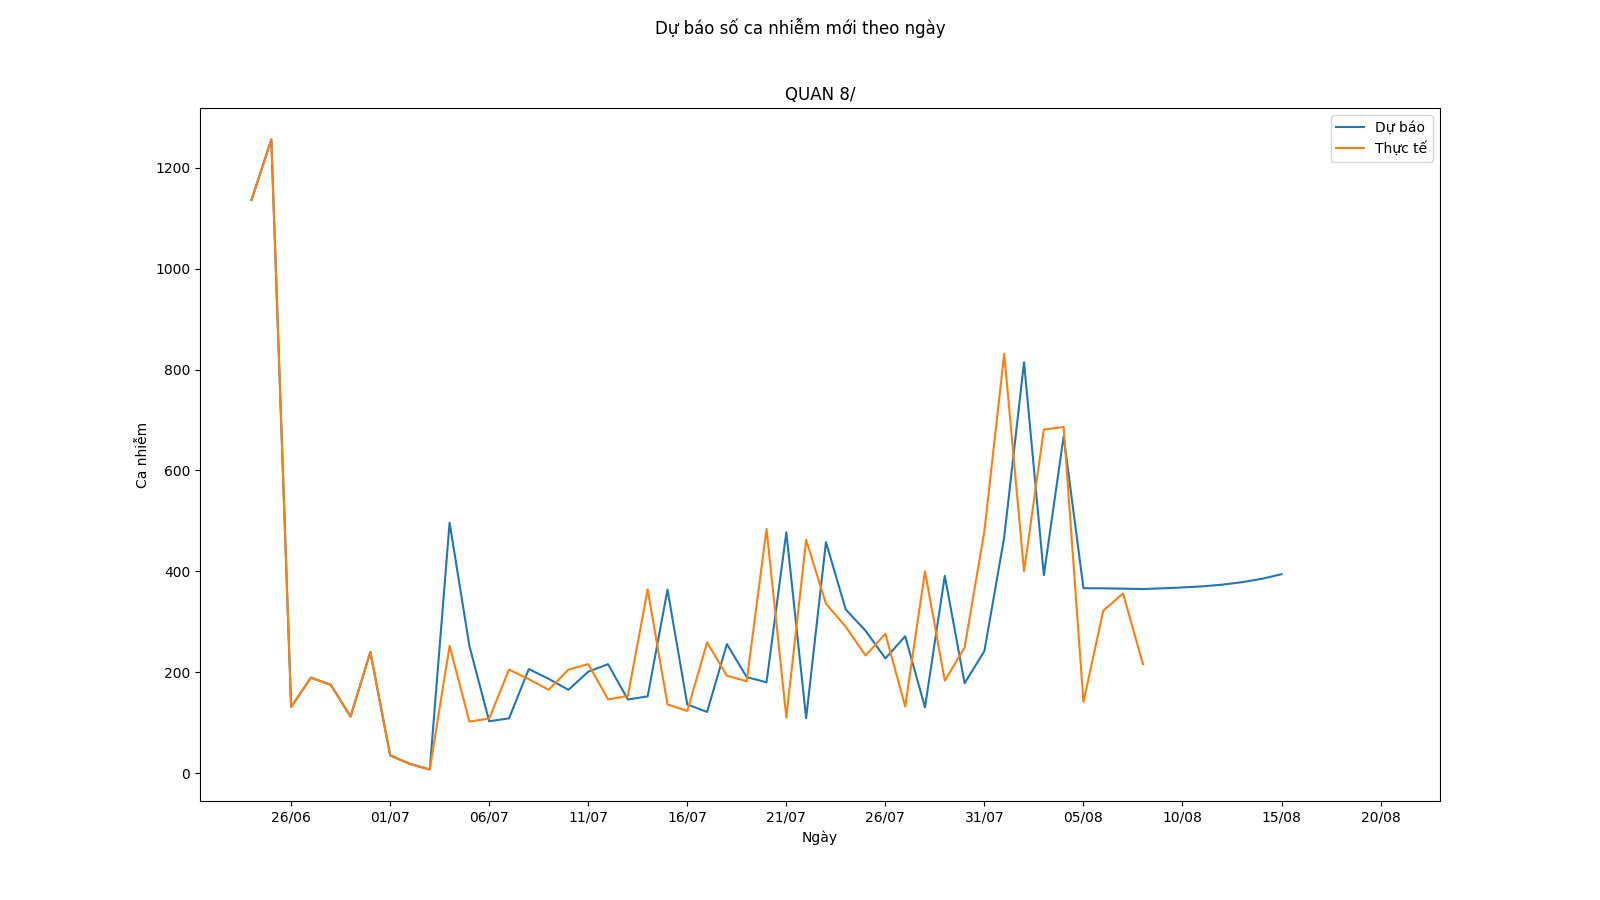 Dự báo số ca nhiễm mới theo ngày
QUAN 8/
Dự báo
Thực tế
1200
1000
800
600
400
200
0
Ca nhiễm
26/06 01/07 06/07 11/07 16/07 21/07 26/07 31/07 05/08 10/08 15/08 20/08
Ngày